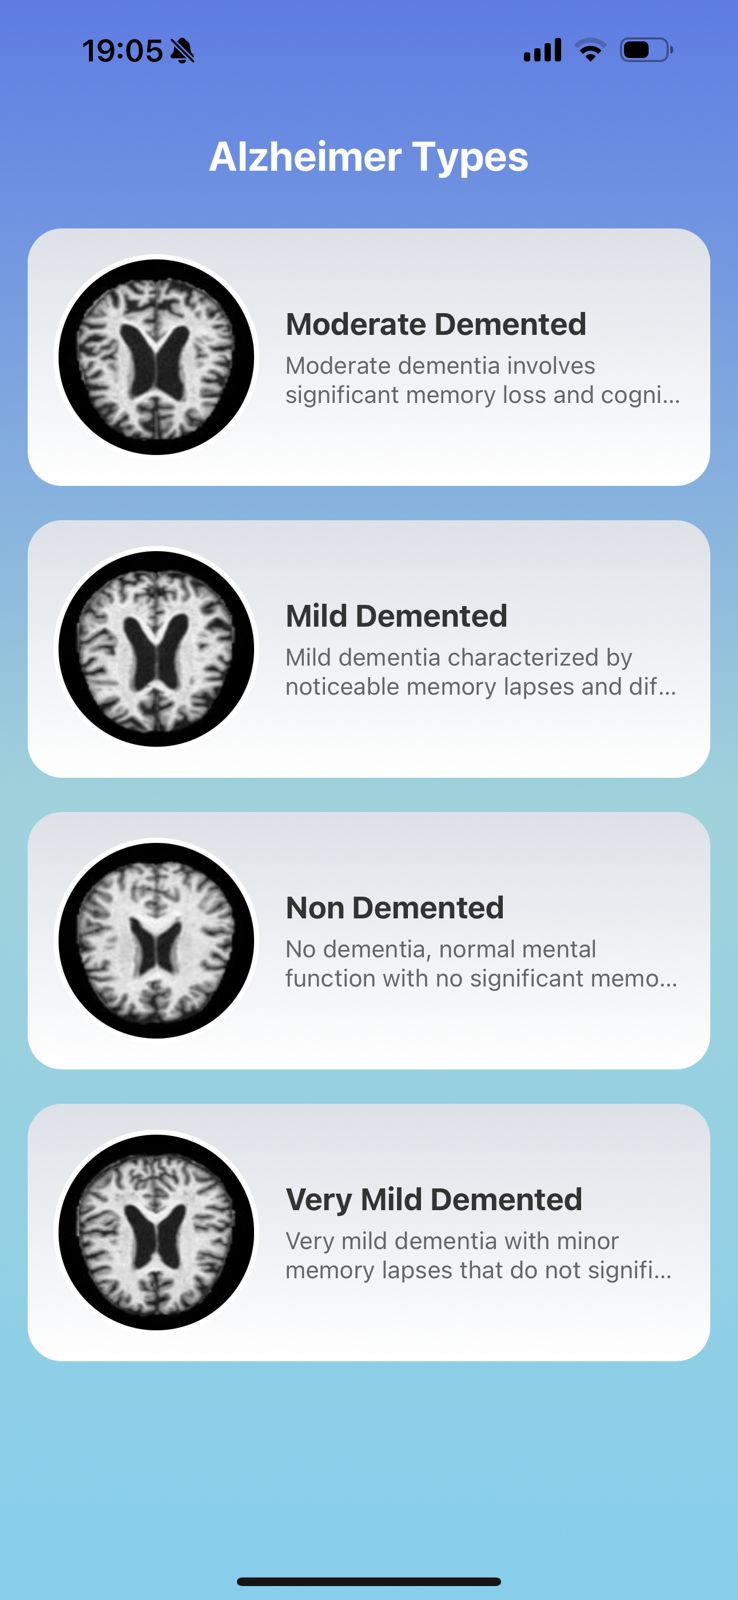 19:05
Alzheimer Types
Moderate Demented
Moderate dementia involves
significant memory loss and cogni...
Mild Demented
Mild dementia characterized by
noticeable memory lapses and dif...
Non Demented
No dementia, normal mental
function with no significant memo...
Very Mild Demented
Very mild dementia with minor
memory lapses that do not signifi...